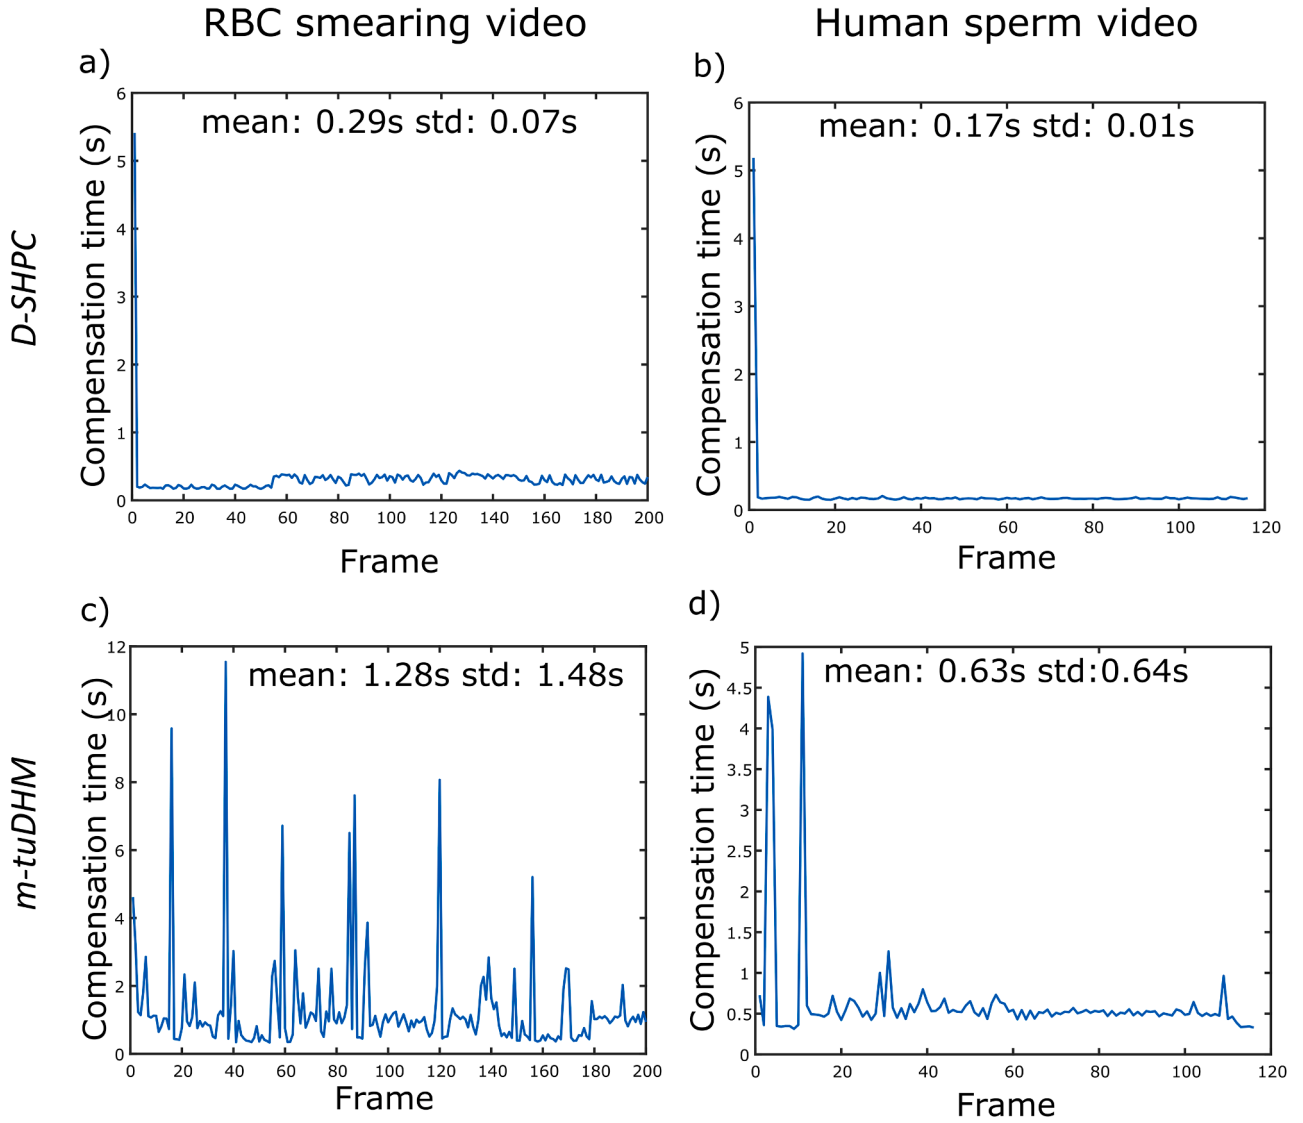 RBC smearing video
Human sperm video
a)
b)
D-SHPC
mean: 0.29s std: 0.07s
Compensation time (s)
6
5
4
3
2
1
0
0 20 40 60 80 100 120 140 160 180 200
Frame
mean: 0.17s std: 0.01s
Compensation time (s)
6
5
4
3
2
1
0
0 20 40 60 80 100 120
Frame
c)
d)
m-tuDHM
mean: 1.28s std: 1.48s
Compensation time (s)
12
10
8
6
4
2
0
0 20 40 60 80 100 120 140 160 180 200
Frame
mean: 0.63s std:0.64s
Compensation time (s)
5
4.5
4
3.5
3
2.5
2
1.5
1
0.5
0
0 20 40 60 80 100 120
Frame